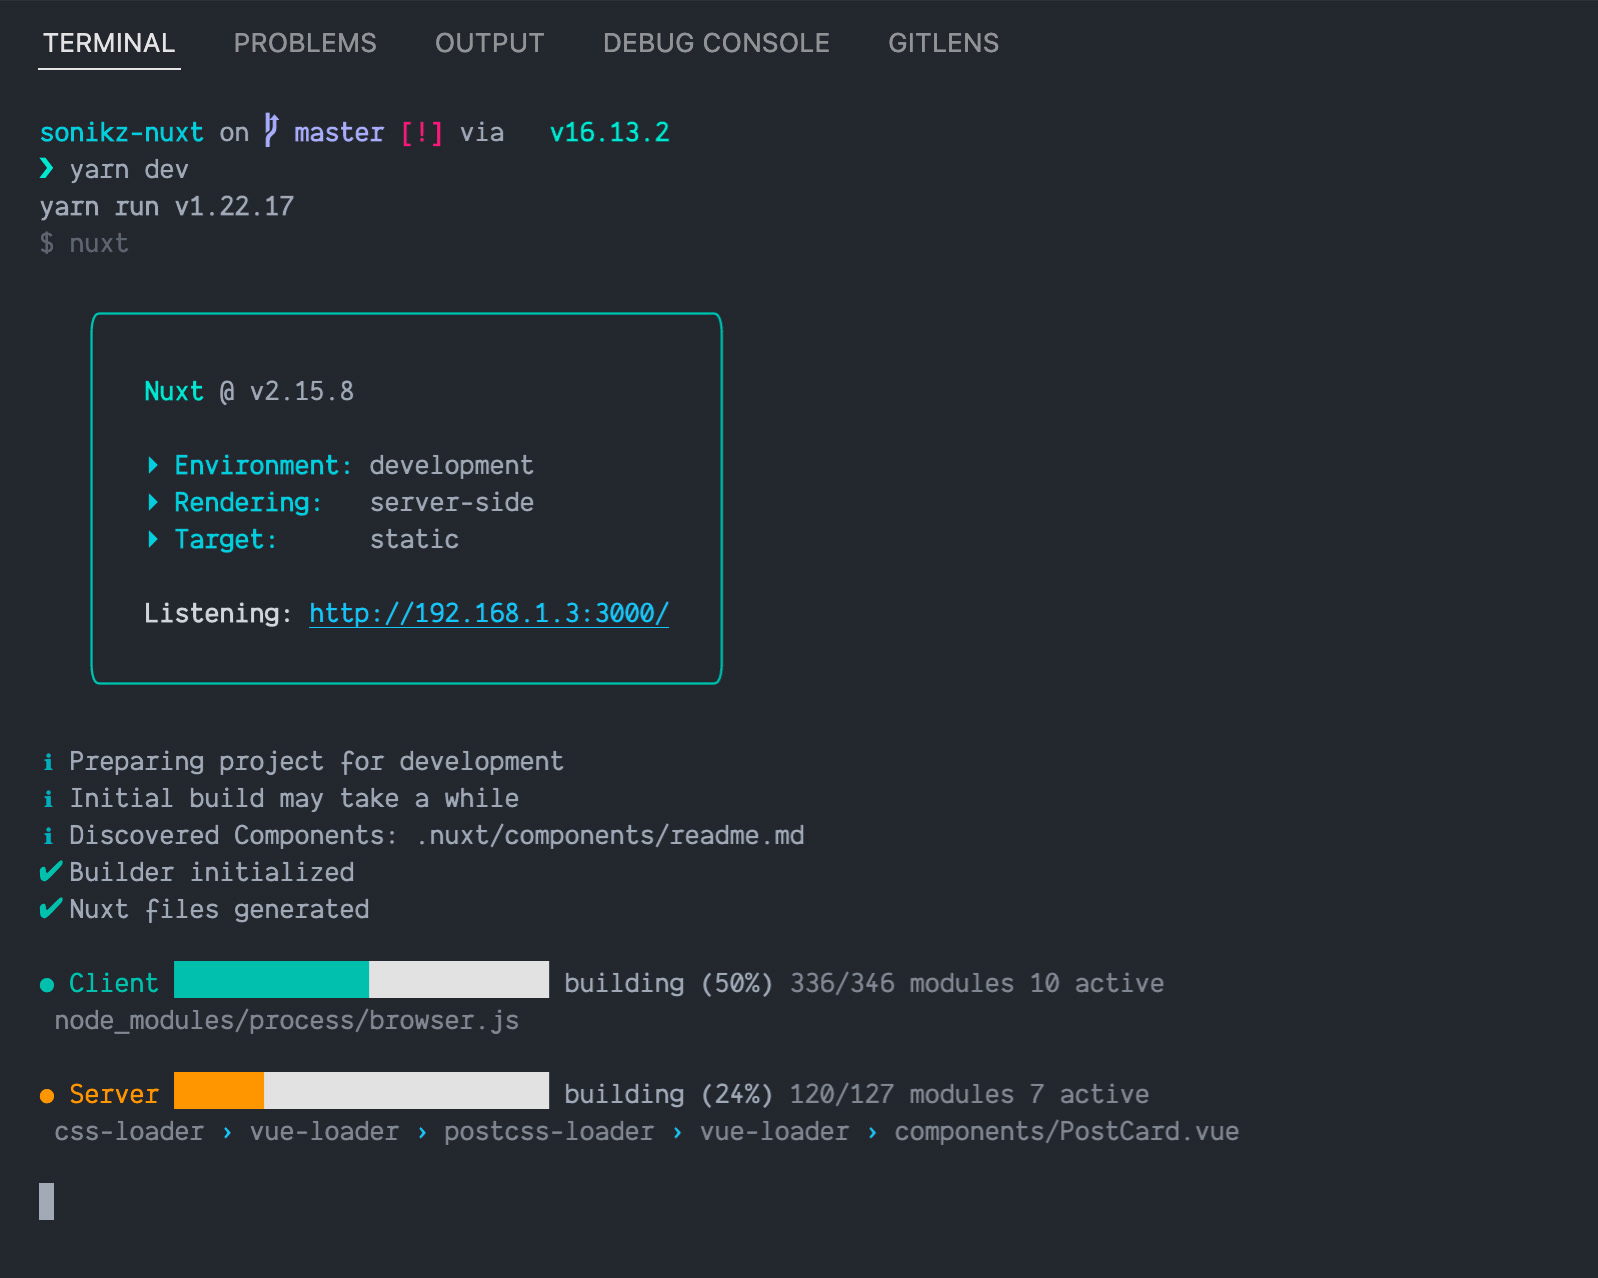 TERMINAL PROBLEMS OUTPUT DEBUG CONSOLE GITLENS
sonikz-nuxt on master [!] via v16.13.2
❯ yarn dev
yarn run v1.22.17
$ nuxt
Nuxt @ v2.15.8
▸ Environment: development
▸ Rendering: server-side
▸ Target: static
Listening: http://192.168.1.3:3000/
ℹ Preparing project for development
ℹ Initial build may take a while
ℹ Discovered Components: .nuxt/components/readme.md
✔ Builder initialized
✔ Nuxt files generated
● Client building (50%) 336/346 modules 10 active
node_modules/process/browser.js
● Server building (24%) 120/127 modules 7 active
css-loader › vue-loader › postcss-loader › vue-loader › components/PostCard.vue